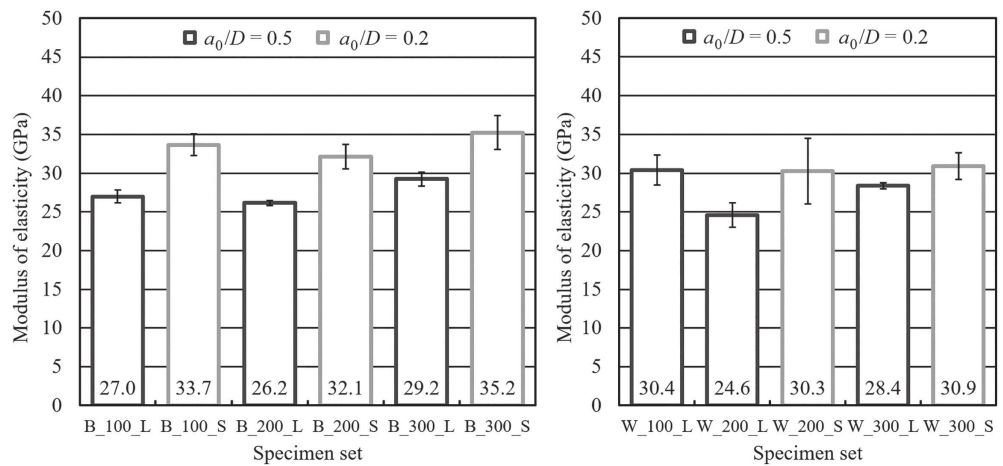 50
45
40
35
30
25
20
15
10
5
0
Modulus of elasticity (GPa)
a0/D = 0.5 a0/D = 0.2
27.0 33.7 26.2 32.1 29.2 35.2
B_100_L B_100_S B_200_L B_200_S B_300_L B_300_S
Specimen set
50
45
40
35
30
25
20
15
10
5
0
Modulus of elasticity (GPa)
a0/D = 0.5 a0/D = 0.2
30.4 24.6 30.3 28.4 30.9
W_100_L W_200_L W_200_S W_300_L W_300_S
Specimen set